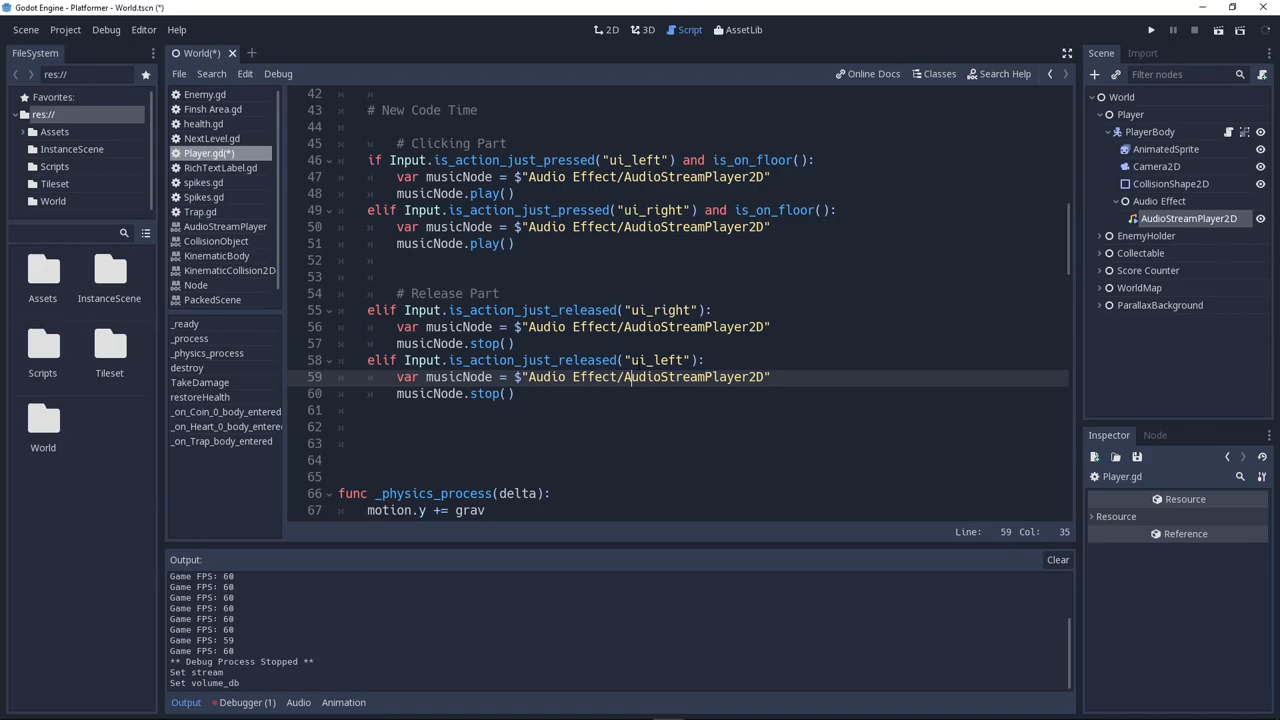 Godot Engine - Platformer - World.tscn (*)
Scene Project Debug Editor Help
2D 3D Script AssetLib
FileSystem
res://
Favorites:
res://
Assets
InstanceScene
Scripts
Tileset
World
Assets
InstanceScene
Scripts
Tileset
World
World(*)
File Search Edit Debug
Online Docs Classes Search Help
Enemy.gd
Finsh Area.gd
health.gd
NextLevel.gd
Player.gd(*)
RichTextLabel.gd
spikes.gd
Spikes.gd
Trap.gd
AudioStreamPlayer
CollisionObject
KinematicBody
KinematicCollision2D
Node
PackedScene
_ready
_process
_physics_process
destroy
TakeDamage
restoreHealth
_on_Coin_0_body_entered
_on_Heart_0_body_entered
_on_Trap_body_entered
42
43 # New Code Time
44
45 # Clicking Part
46 if Input.is_action_just_pressed("ui_left") and is_on_floor():
47 var musicNode = $"Audio Effect/AudioStreamPlayer2D"
48 musicNode.play()
49 elif Input.is_action_just_pressed("ui_right") and is_on_floor():
50 var musicNode = $"Audio Effect/AudioStreamPlayer2D"
51 musicNode.play()
52
53
54 # Release Part
55 elif Input.is_action_just_released("ui_right"):
56 var musicNode = $"Audio Effect/AudioStreamPlayer2D"
57 musicNode.stop()
58 elif Input.is_action_just_released("ui_left"):
59 var musicNode = $"Audio Effect/AudioStreamPlayer2D"
60 musicNode.stop()
61
62
63
64
65
66 func _physics_process(delta):
67 motion.y += grav
Line: 59 Col: 35
Output:
Clear
Game FPS: 60
Game FPS: 60
Game FPS: 60
Game FPS: 60
Game FPS: 60
Game FPS: 60
Game FPS: 59
Game FPS: 60
** Debug Process Stopped **
Set stream
Set volume_db
Output Debugger (1) Audio Animation
Scene Import
Filter nodes
World
Player
PlayerBody
AnimatedSprite
Camera2D
CollisionShape2D
Audio Effect
AudioStreamPlayer2D
EnemyHolder
Collectable
Score Counter
WorldMap
ParallaxBackground
Inspector Node
Player.gd
Resource
Resource
Reference